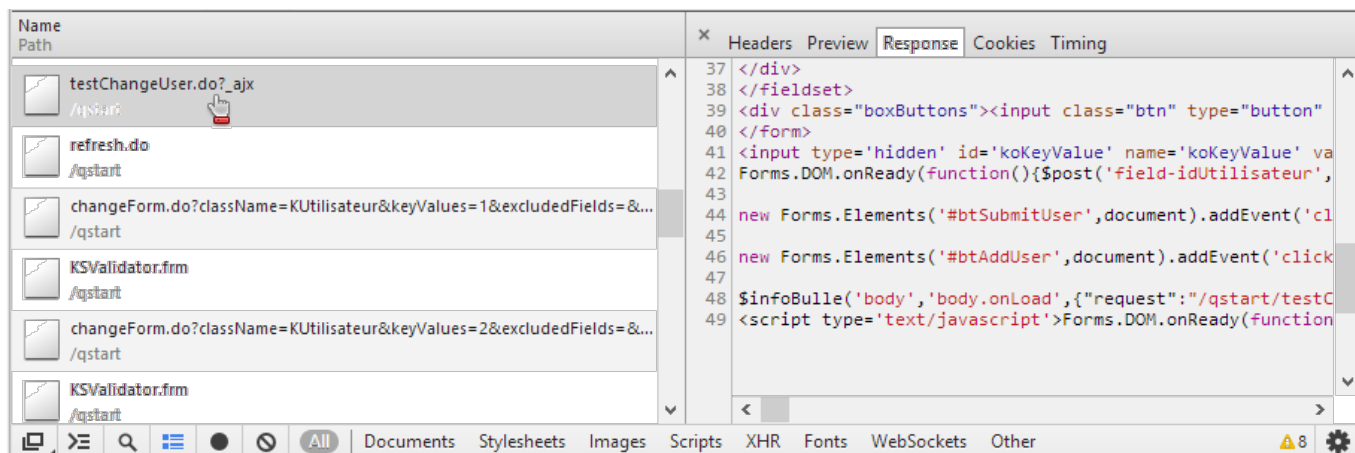 Name
Path
testChangeUser.do?_ajx
/qstart
refresh.do
/qstart
changeForm.do?className=KUtilisateur&keyValues=1&excludedFields=&...
/qstart
KSValidator.frm
/qstart
changeForm.do?className=KUtilisateur&keyValues=2&excludedFields=&...
/qstart
KSValidator.frm
/qstart
× Headers Preview Response Cookies Timing
37 </div>
38 </fieldset>
39 <div class="boxButtons"><input class="btn" type="button"
40 </form>
41 <input type='hidden' id='koKeyValue' name='koKeyValue' va
42 Forms.DOM.onReady(function(){$post('field-idUtilisateur',
43
44 new Forms.Elements('#btSubmitUser',document).addEvent('cl
45
46 new Forms.Elements('#btAddUser',document).addEvent('click
47
48 $infoBulle('body','body.onLoad',{"request":"/qstart/testC
49 <script type='text/javascript'>Forms.DOM.onReady(function
All Documents Stylesheets Images Scripts XHR Fonts WebSockets Other 8